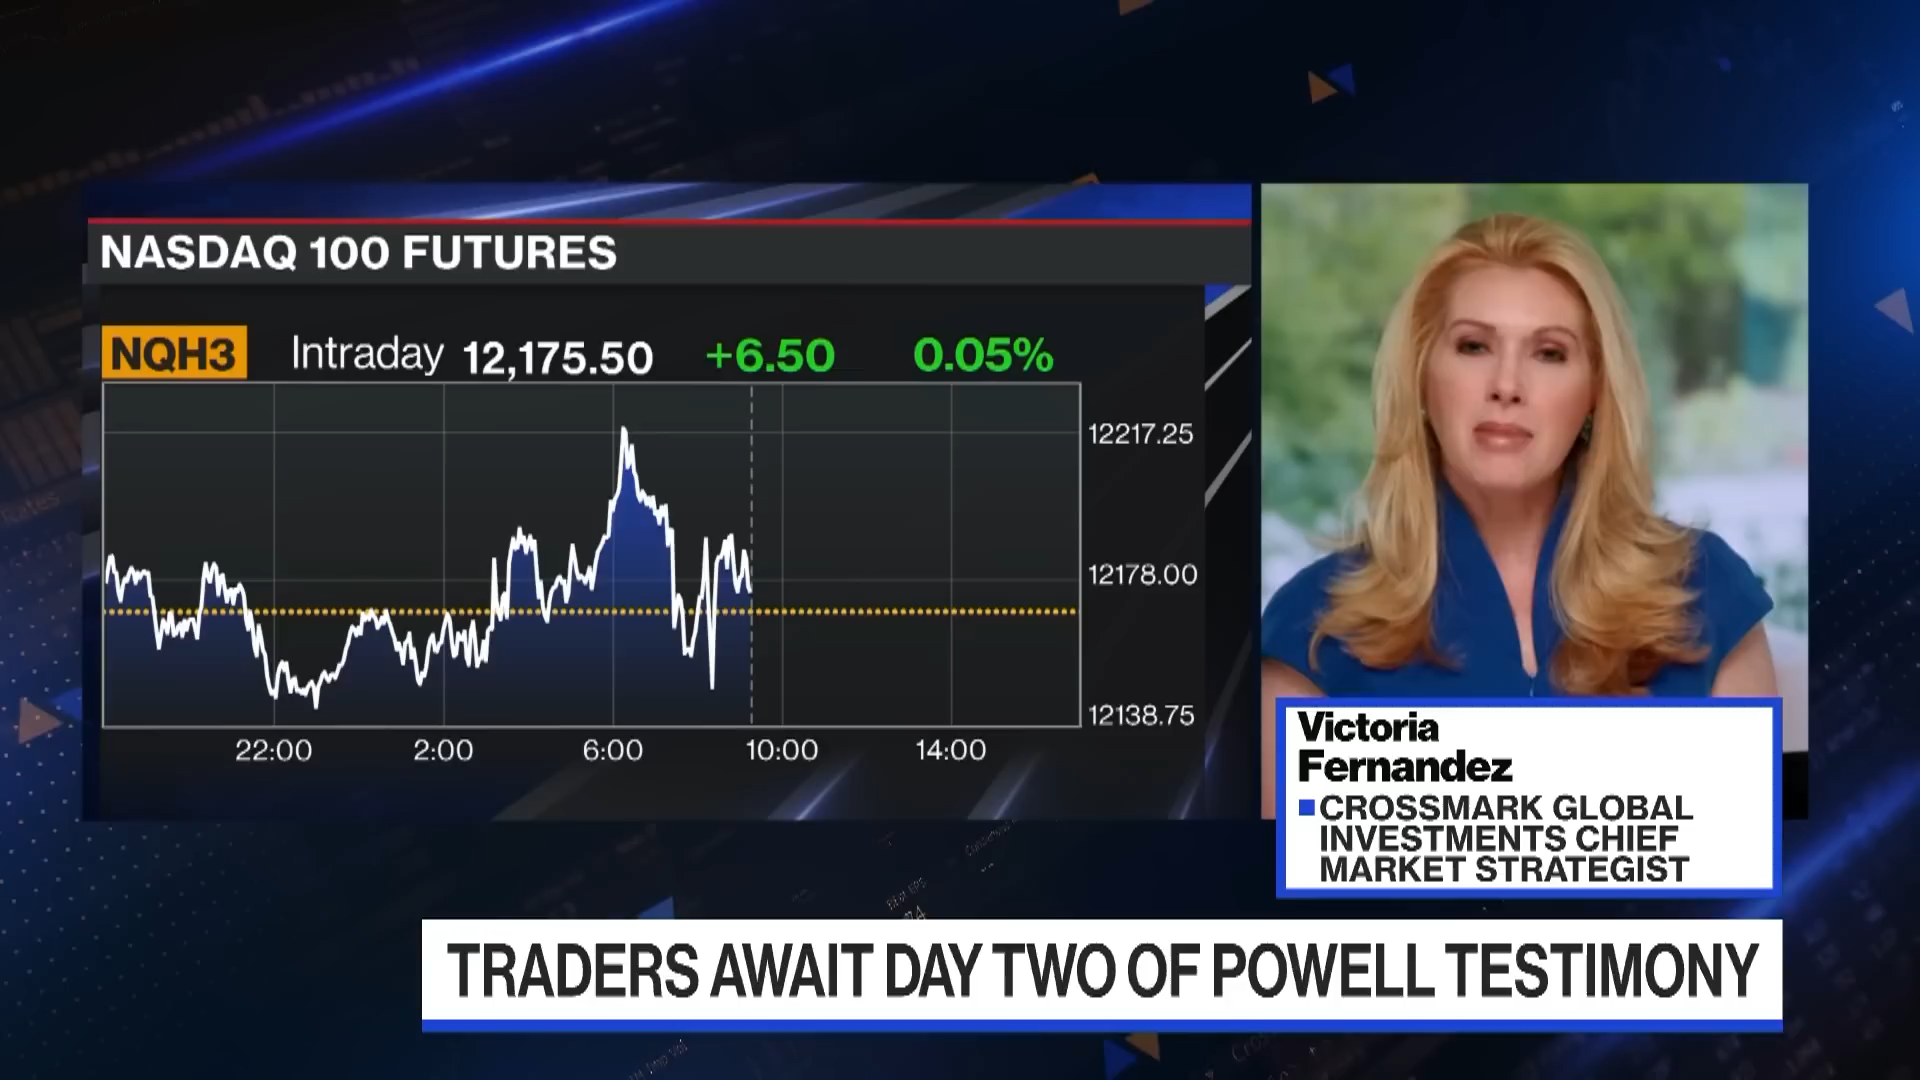 NASDAQ 100 FUTURES
NQH3 Intraday 12,175.50 +6.50 0.05%
12217.25
12178.00
12138.75
22:00 2:00 6:00 10:00 14:00
Rates
Victoria
Fernandez
CROSSMARK GLOBAL
INVESTMENTS CHIEF
MARKET STRATEGIST
TRADERS AWAIT DAY TWO OF POWELL TESTIMONY